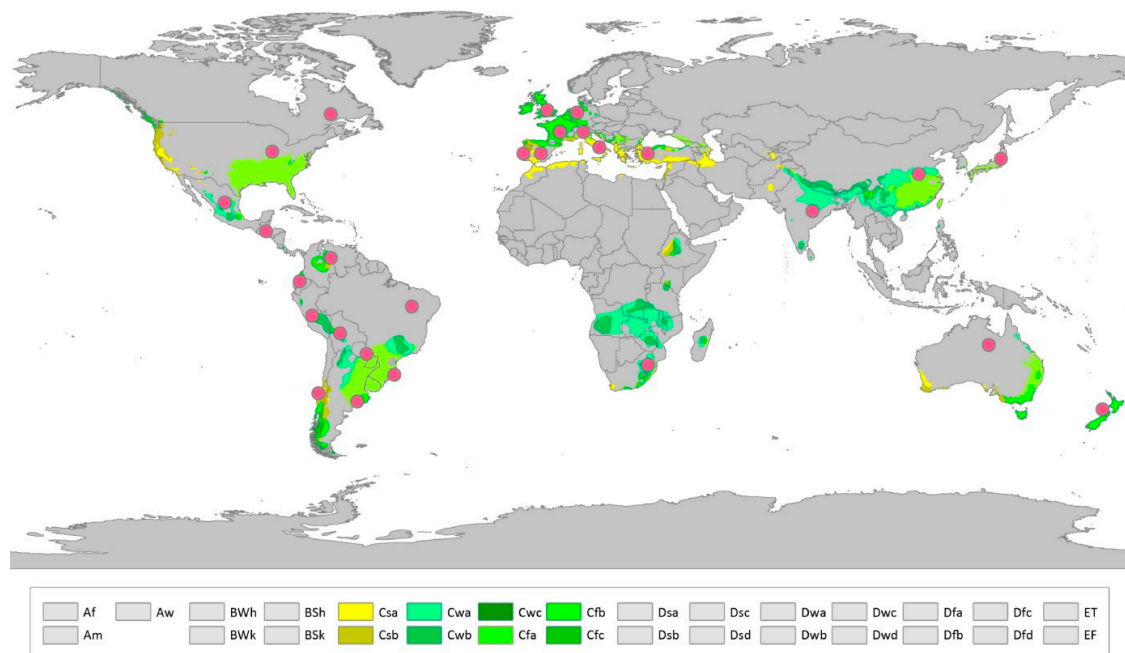 Af Aw BWh BSh Csa Cwa Cwc Cfb Dsa Dsc Dwa Dwc Dfa Dfc ET
Am BWk BSk Csb Cwb Cfa Cfc Dsb Dsd Dwb Dwd Dfb Dfd EF